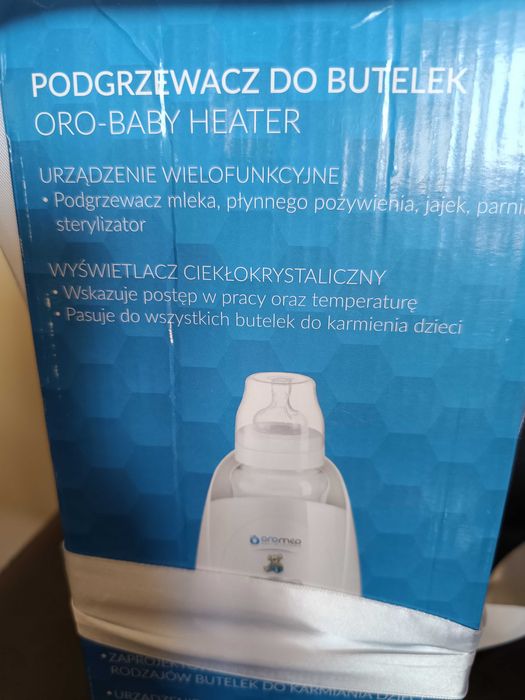 PODGRZEWACZ DO BUTELEK
ORO-BABY HEATER
URZĄDZENIE WIELOFUNKCYJNE
• Podgrzewacz mleka, płynnego pożywienia, jajek,
sterylizator
WYŚWIETLACZ CIEKŁOKRYSTALICZNY
• Wskazuje postęp w pracy oraz temperaturę
• Pasuje do wszystkich butelek do karmienia dzieci
oromed
RODZAJÓW BUTELEK DO KARMIENIA